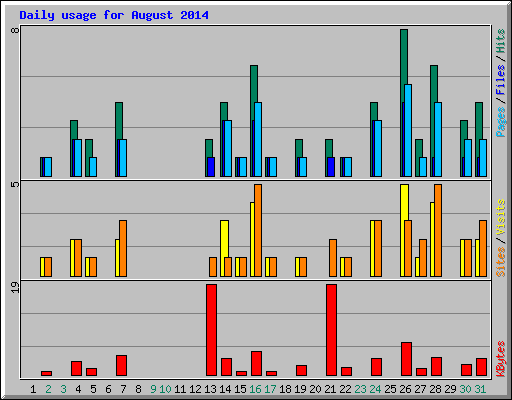 Daily usage for August 2014
8
5
19
Pages/Files/Hits
Sites/Visits
KBytes
1 2 3 4 5 6 7 8 9 10 11 12 13 14 15 16 17 18 19 20 21 22 23 24 25 26 27 28 29 30 31